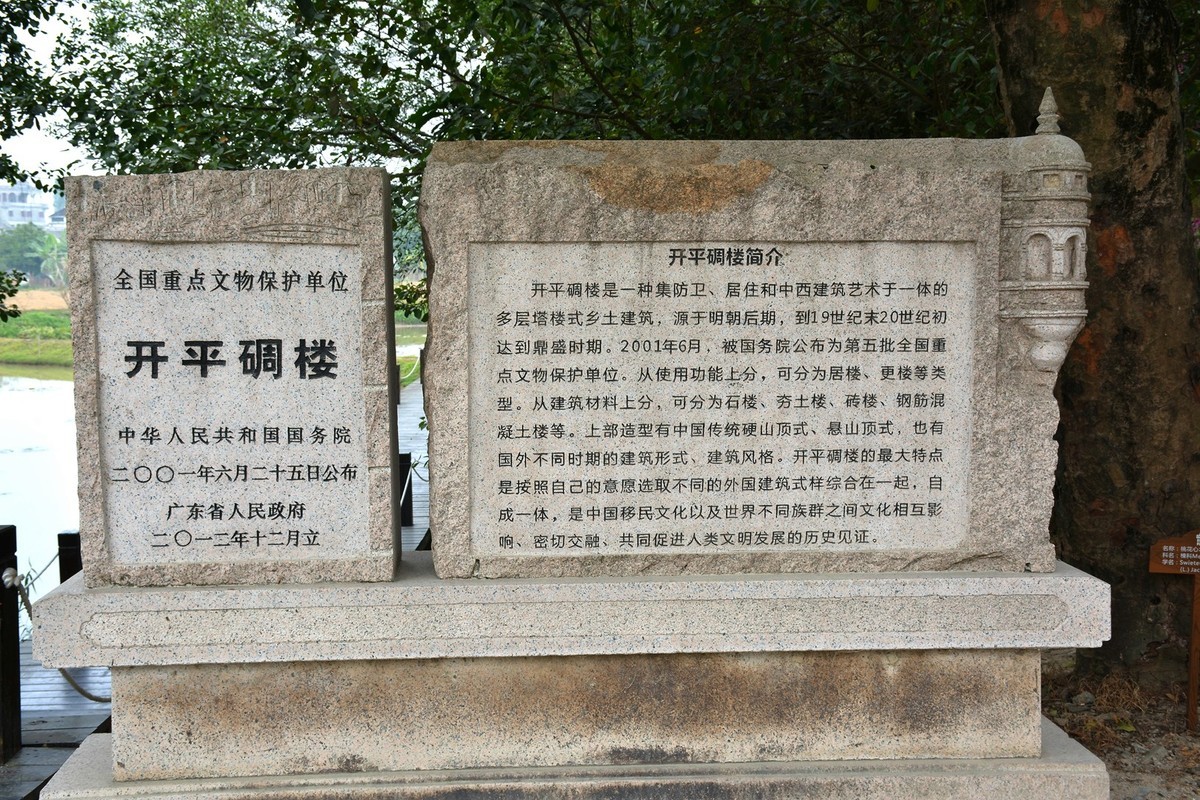 全国重点文物保护单位
开平碉楼
中华人民共和国国务院
二〇〇一年六月二十五日公布
广东省人民政府
二〇一二年十二月立
开平碉楼简介
开平碉楼是一种集防卫、居住和中西建筑艺术于一体的
多层塔楼式乡土建筑，源于明朝后期，到19世纪末20世纪初
达到鼎盛时期。2001年6月，被国务院公布为第五批全国重
点文物保护单位。从使用功能上分，可分为居楼、更楼等类
型。从建筑材料上分，可分为石楼、夯土楼、砖楼、钢筋混
凝土楼等。上部造型有中国传统硬山顶式、悬山顶式，也有
国外不同时期的建筑形式、建筑风格。开平碉楼的最大特点
是按照自己的意愿选取不同的外国建筑式样综合在一起，自
成一体，是中国移民文化以及世界不同族群之间文化相互影
响、密切交融、共同促进人类文明发展的历史见证。
名称：桃花心
科名：楝科M
学名：Swiete